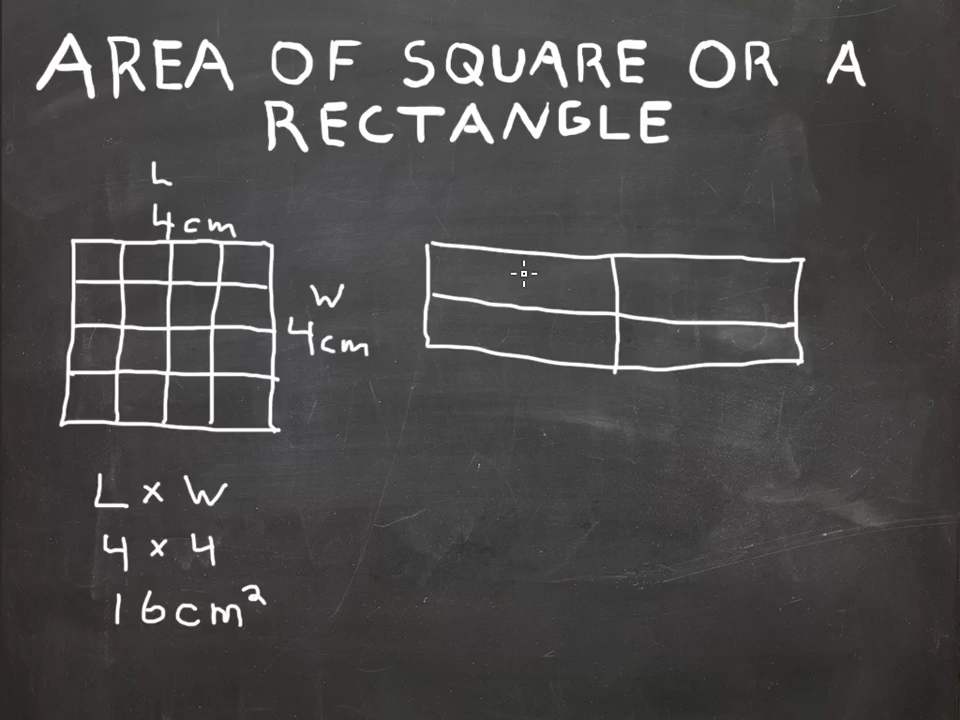 AREA OF SQUARE OR A
RECTANGLE
L
4cm
W
4cm
L x W
4 x 4
16cm²